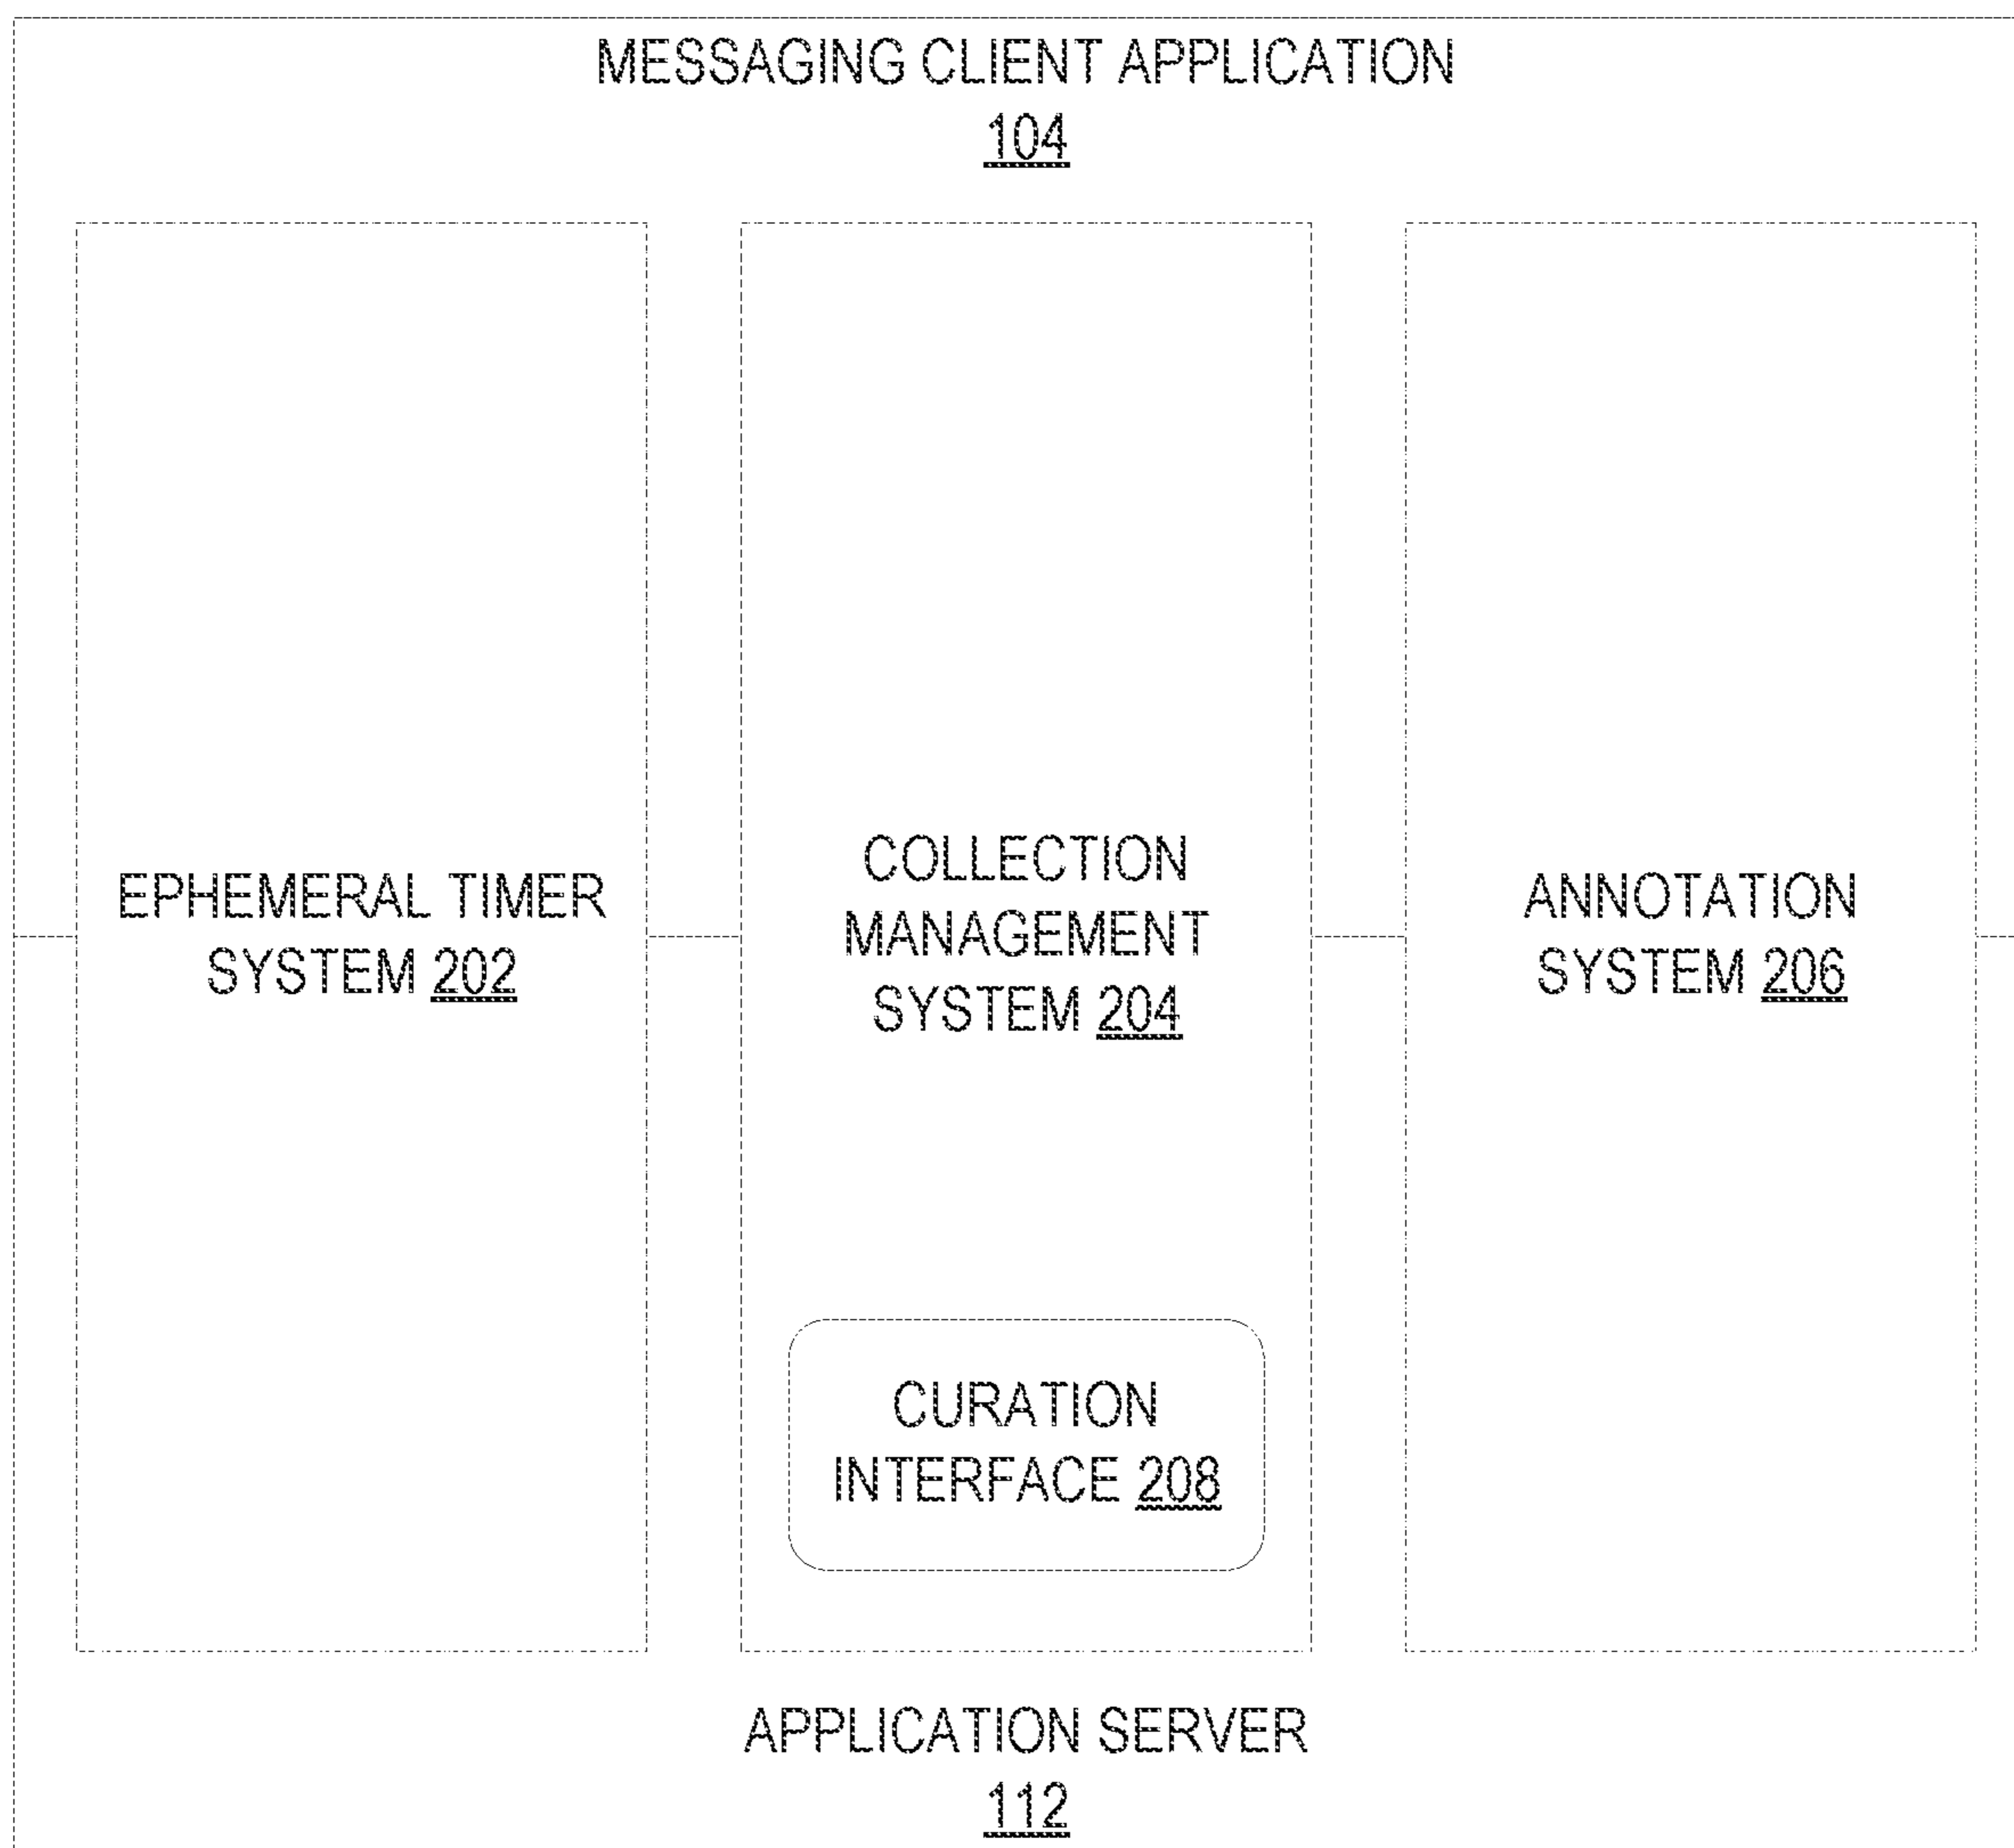 MESSAGING CLIENT APPLICATION
104
EPHEMERAL TIMER
SYSTEM 202
COLLECTION
MANAGEMENT
SYSTEM 204
ANNOTATION
SYSTEM 206
CURATION
INTERFACE 208
APPLICATION SERVER
112